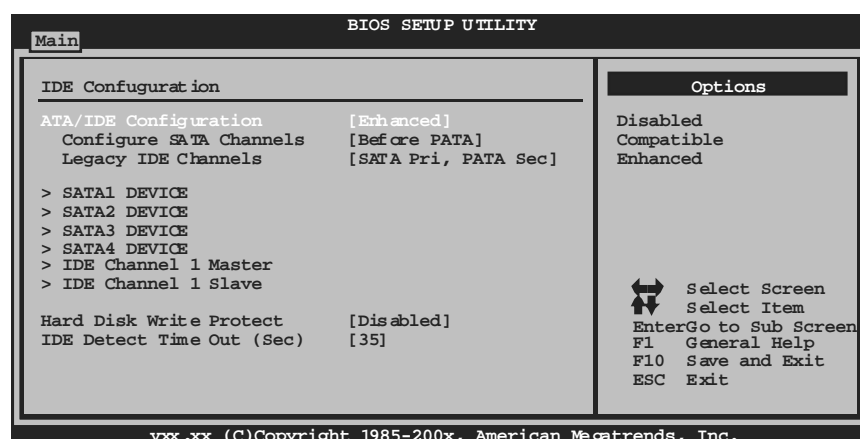 BIOS SETUP UTILITY
Main
IDE Confuguration
ATA/IDE Configuration [Enhanced]
Configure SATA Channels [Before PATA]
Legacy IDE Channels [SATA Pri, PATA Sec]
> SATA1 DEVICE
> SATA2 DEVICE
> SATA3 DEVICE
> SATA4 DEVICE
> IDE Channel 1 Master
> IDE Channel 1 Slave
Hard Disk Write Protect [Disabled]
IDE Detect Time Out (Sec) [35]
Options
Disabled
Compatible
Enhanced
Select Screen
Select Item
EnterGo to Sub Screen
F1 General Help
F10 Save and Exit
ESC Exit
vxx.xx (C)Copyright 1985-200x, American Megatrends, Inc.